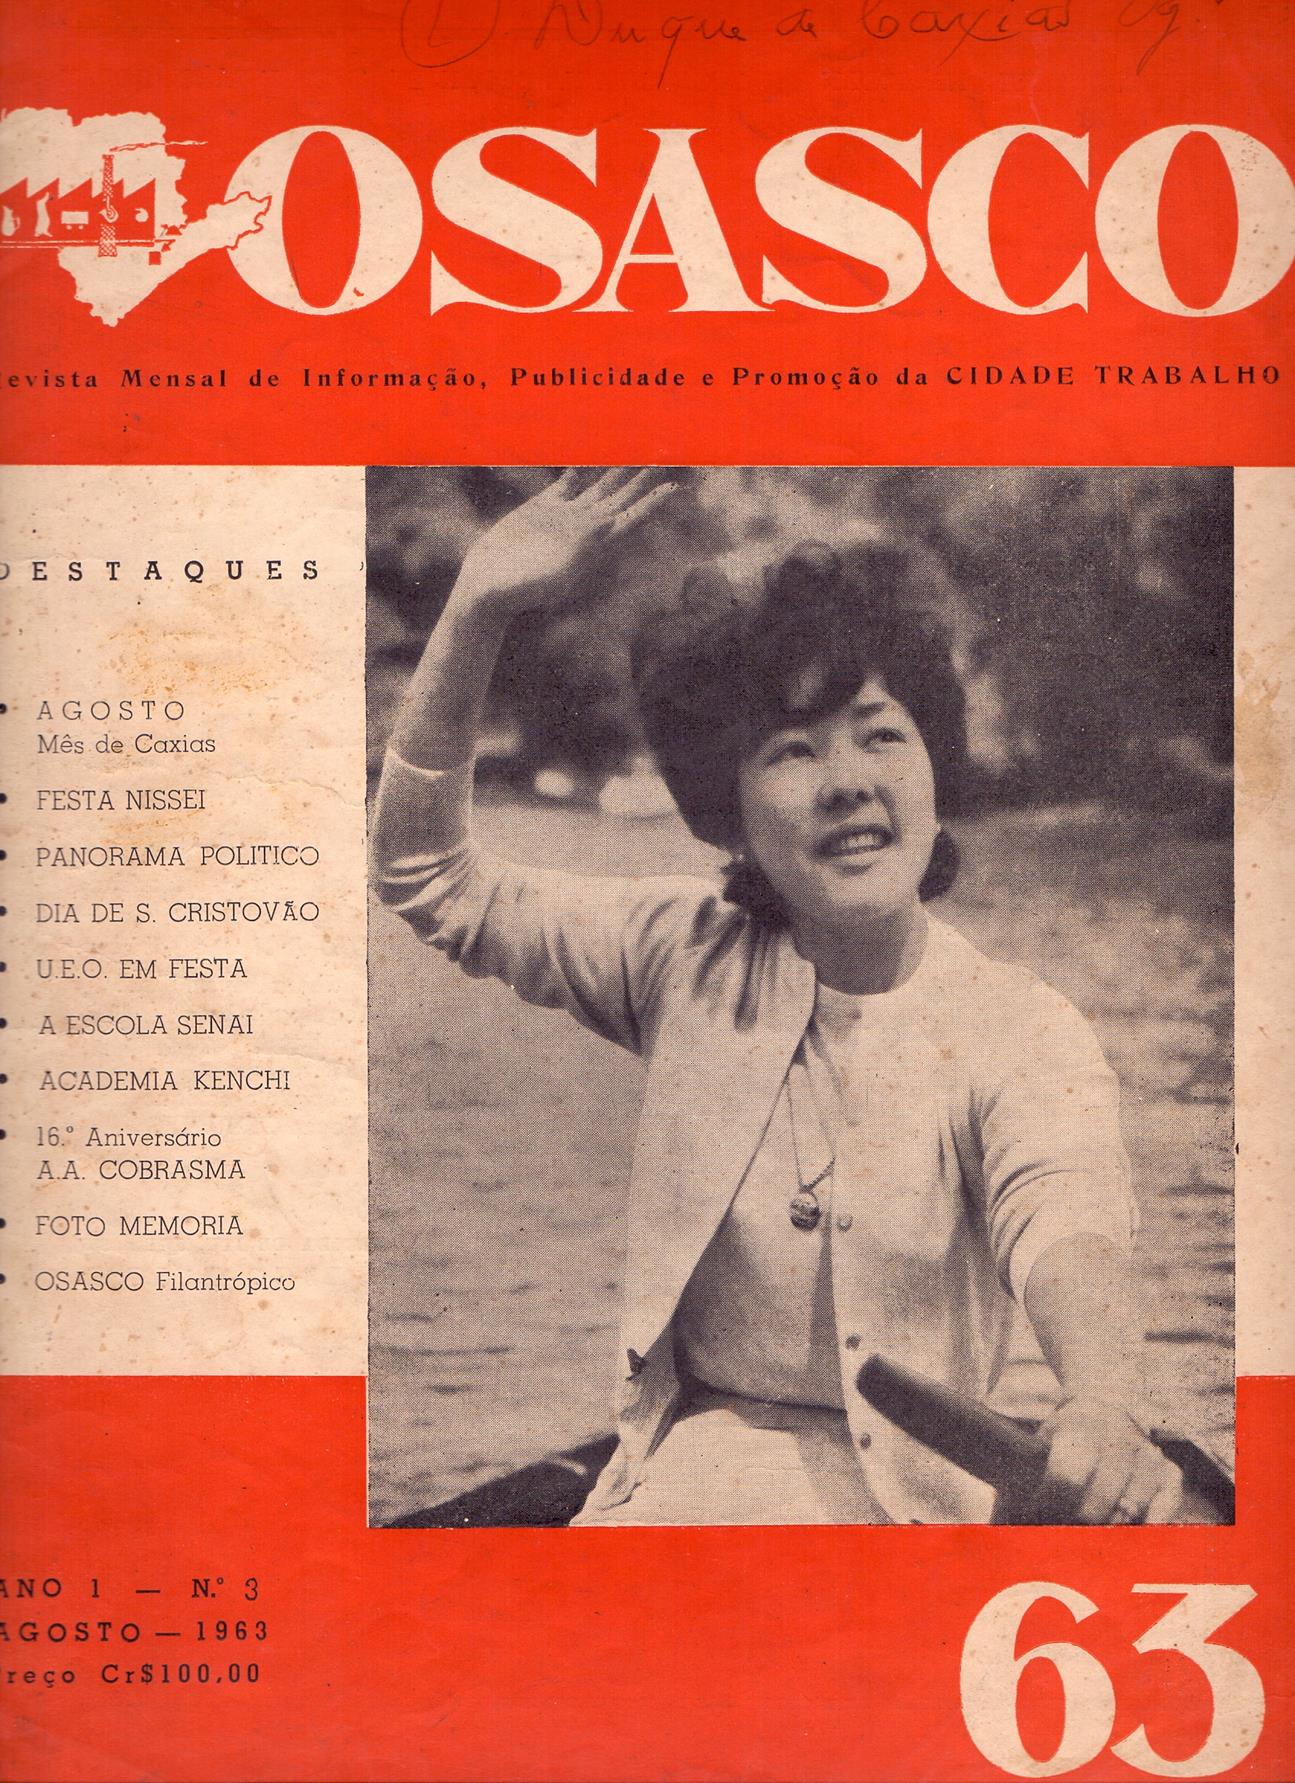 (1) Duque de Caxias
OSASCO
evista Mensal de Informação, Publicidade e Promoção da CIDADE TRABALHO
DESTAQUES
• AGOSTO
Mês de Caxias
• FESTA NISSEI
• PANORAMA POLITICO
• DIA DE S. CRISTOVÃO
• U.E.O. EM FESTA
• A ESCOLA SENAI
• ACADEMIA KENCHI
• 16.º Aniversário
A.A. COBRASMA
• FOTO MEMORIA
• OSASCO Filantrópico
ANO 1 — N.º 3
AGOSTO — 1963
reço Cr$100,00
63